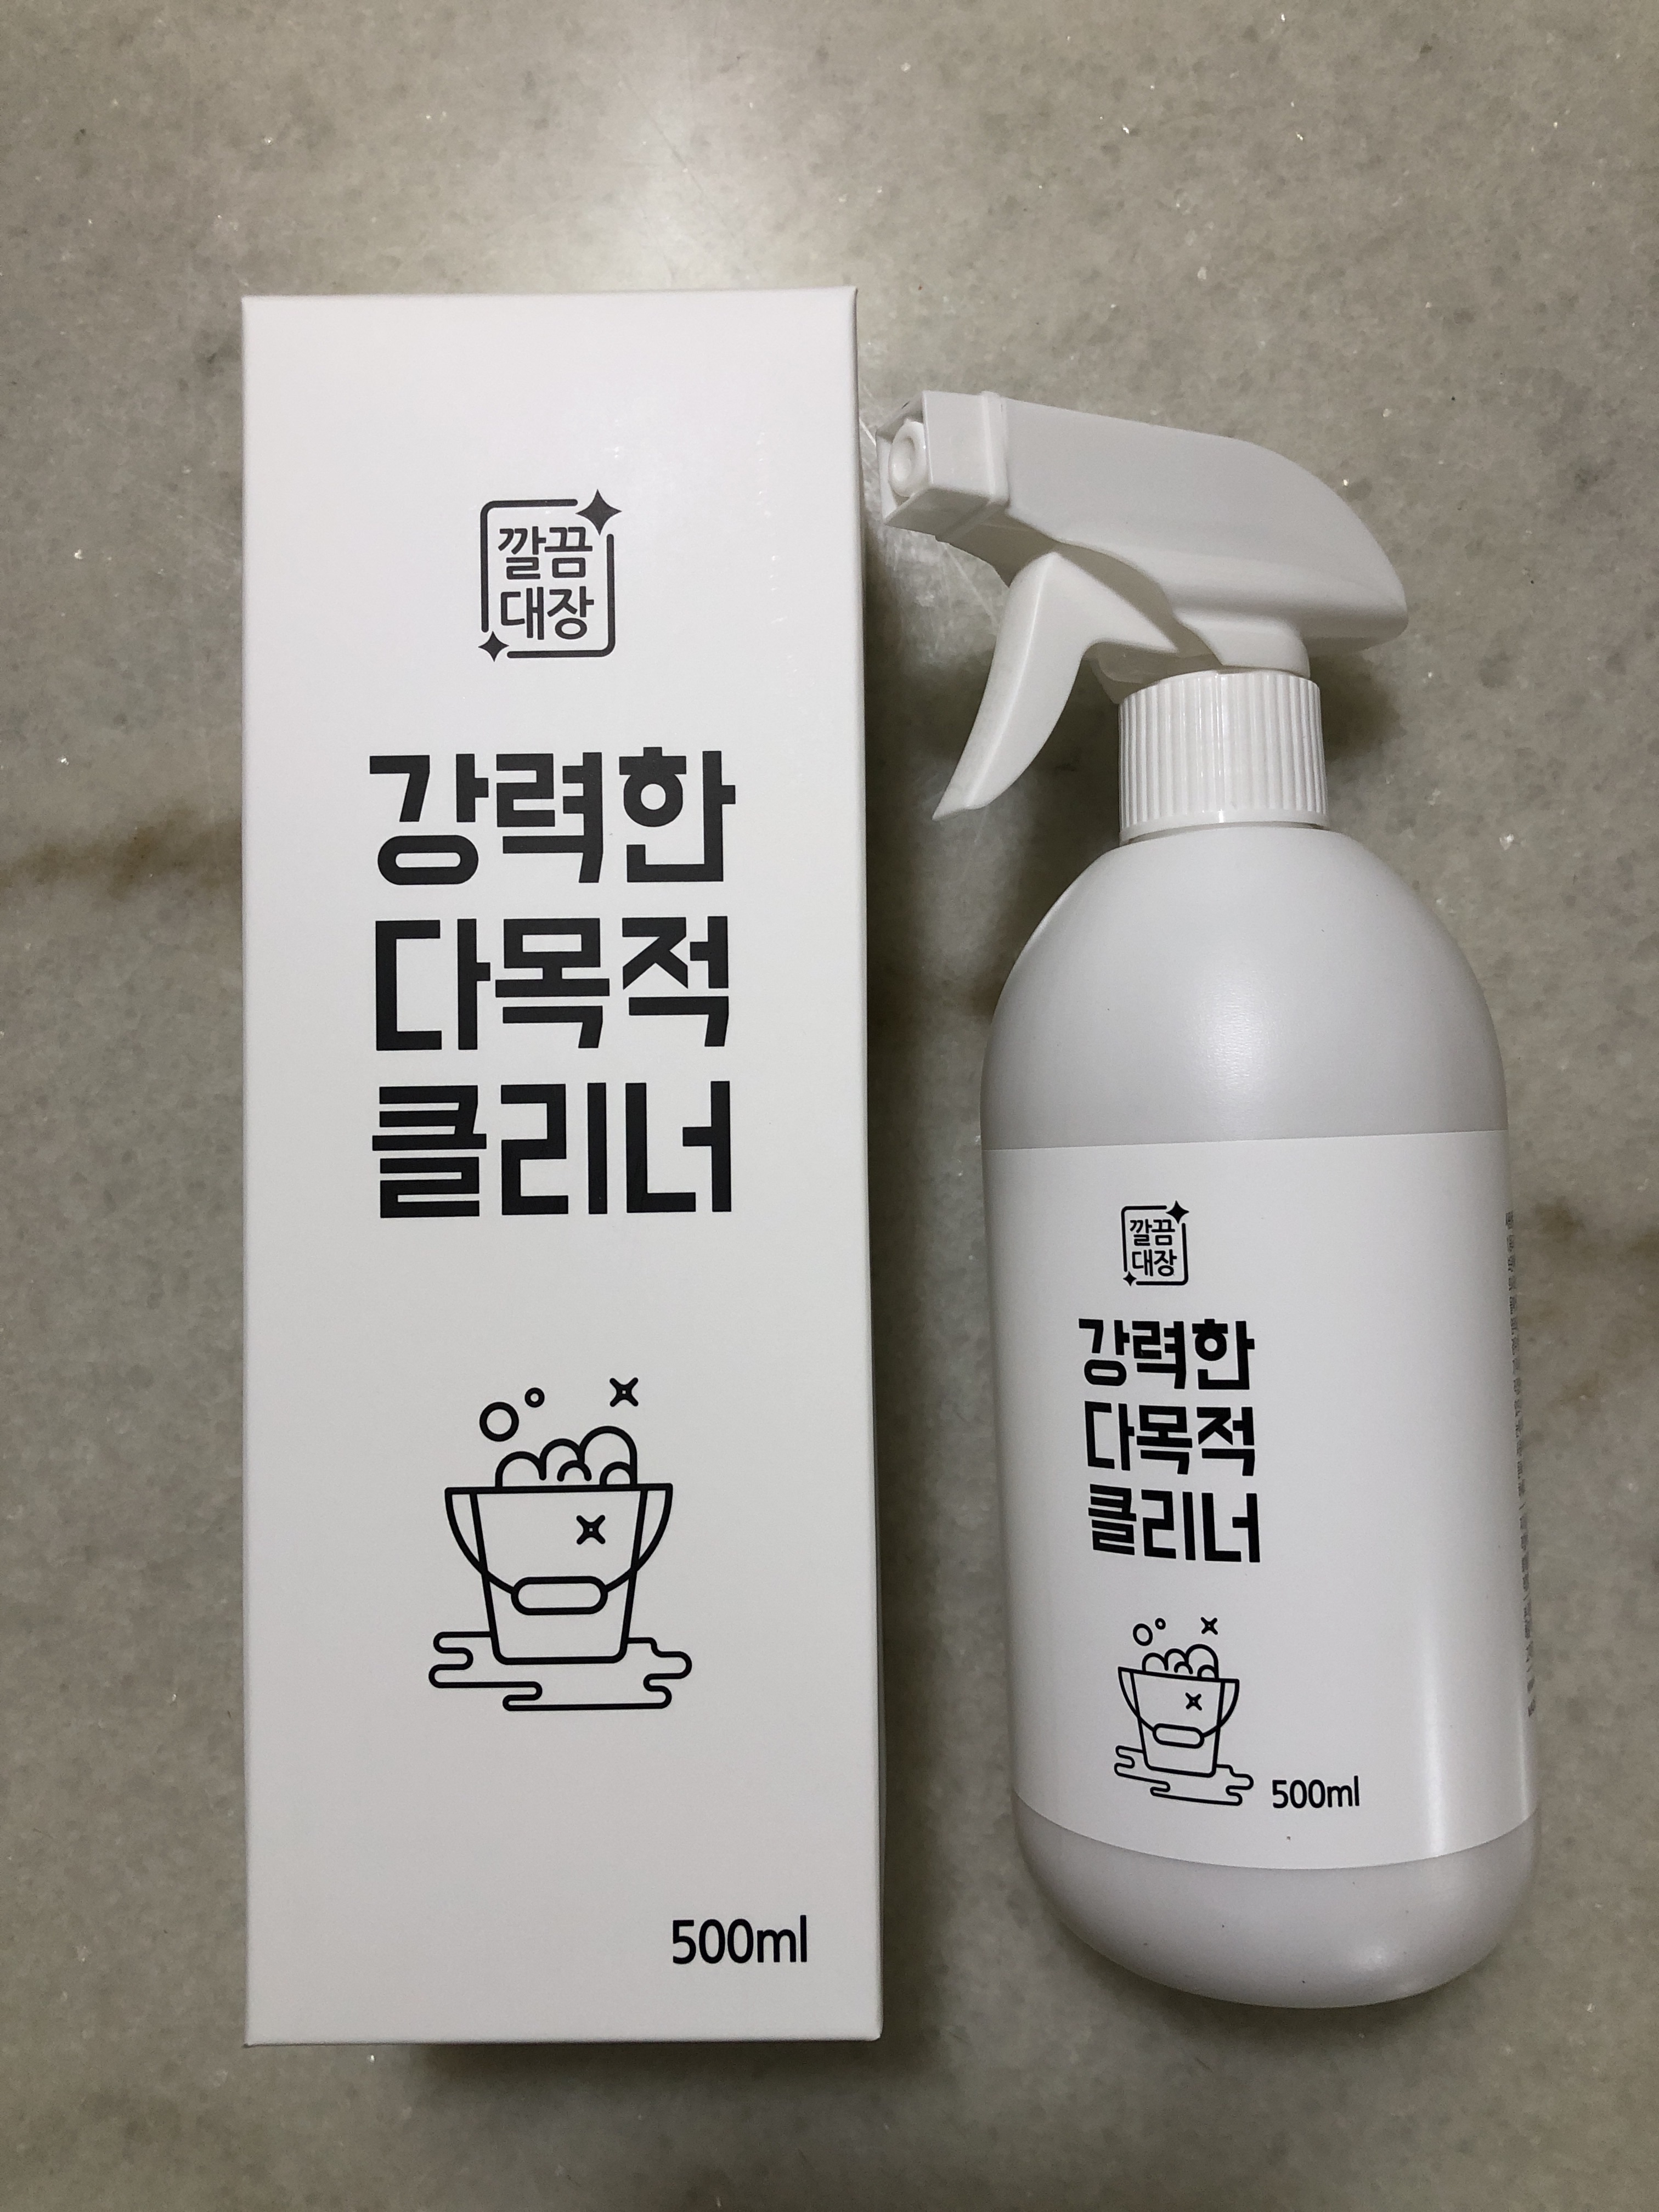 깔끔
대장
강력한
다목적
클리너
500ml
깔끔
대장
강력한
다목적
클리너
500ml